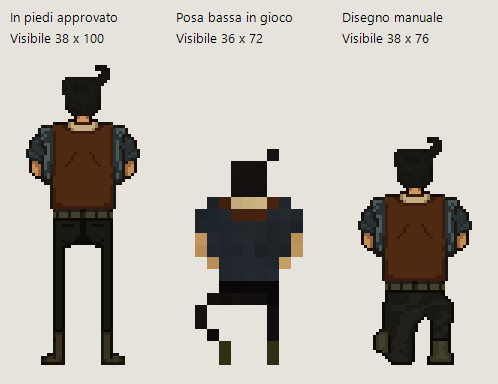 In piedi approvato
Visibile 38 x 100
Posa bassa in gioco
Visibile 36 x 72
Disegno manuale
Visibile 38 x 76